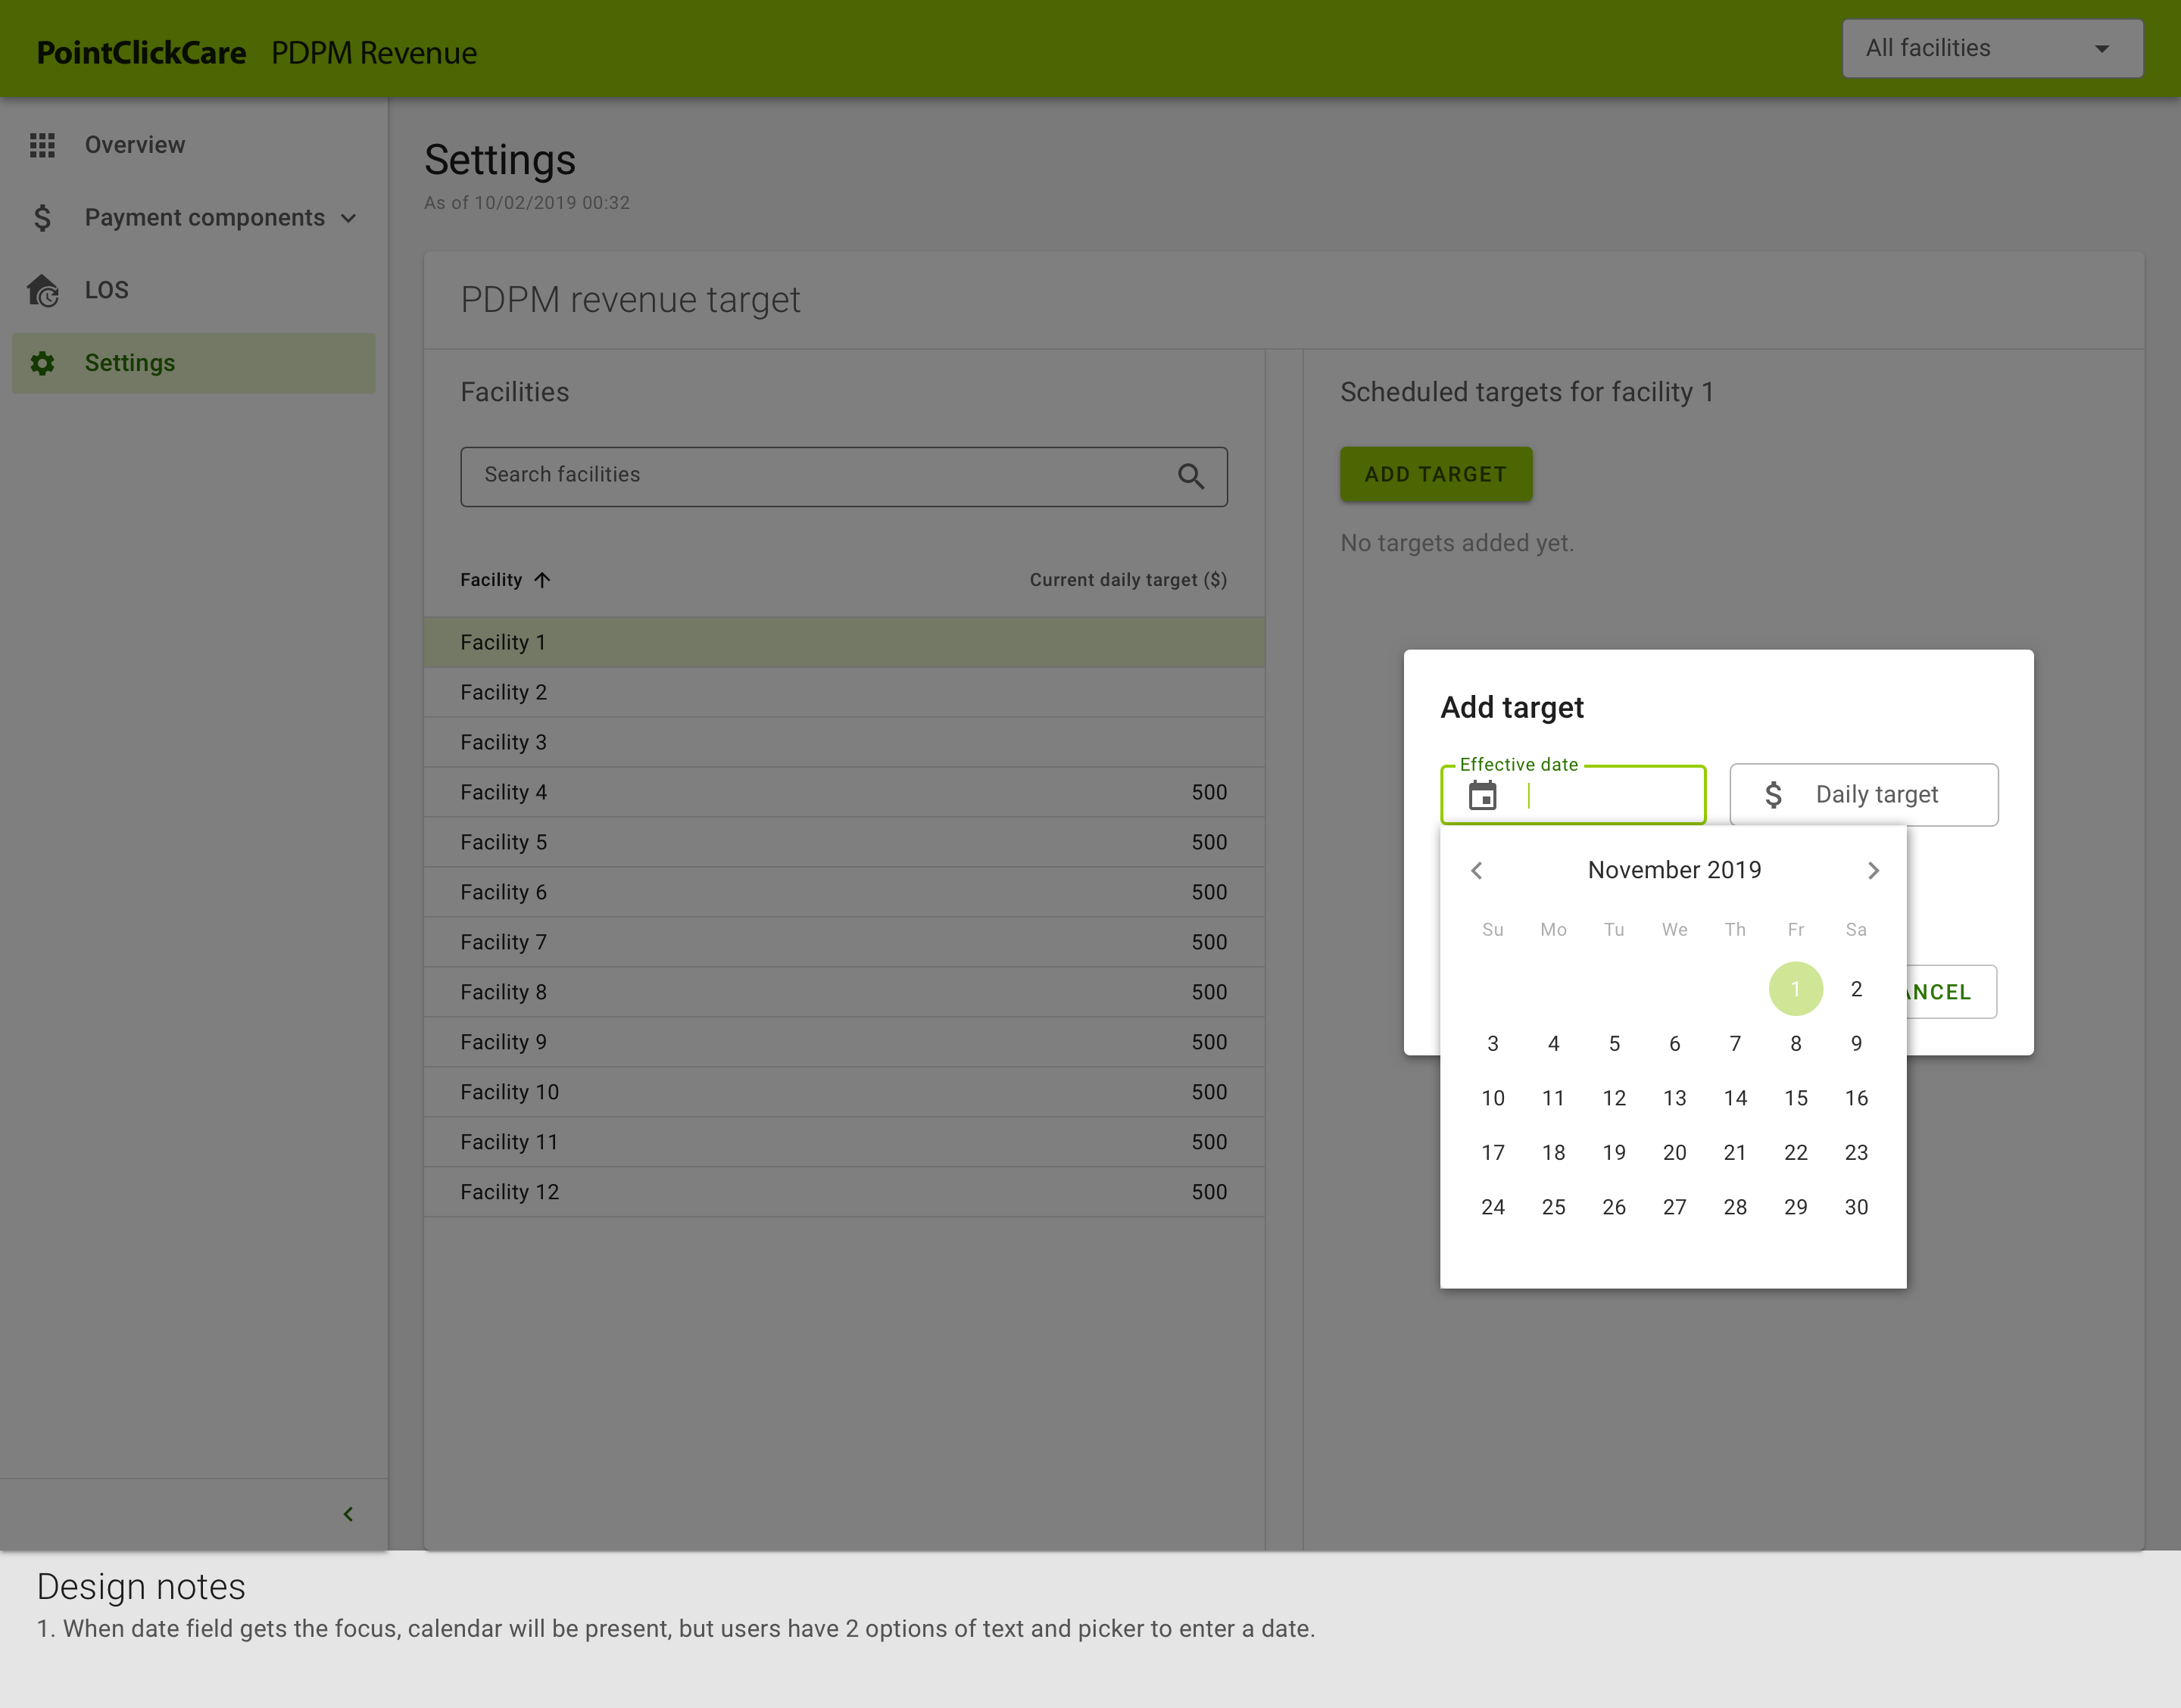 PointClickCare PDPM Revenue
All facilities
Overview
Payment components
LOS
Settings
Settings
As of 10/02/2019 00:32
PDPM revenue target
Facilities
Search facilities
Facility Current daily target ($)
Facility 1
Facility 2
Facility 3
Facility 4 500
Facility 5 500
Facility 6 500
Facility 7 500
Facility 8 500
Facility 9 500
Facility 10 500
Facility 11 500
Facility 12 500
Scheduled targets for facility 1
ADD TARGET
No targets added yet.
Add target
Effective date
$ Daily target
November 2019
Su Mo Tu We Th Fr Sa
1 2
3 4 5 6 7 8 9
10 11 12 13 14 15 16
17 18 19 20 21 22 23
24 25 26 27 28 29 30
ANCEL
Design notes
1. When date field gets the focus, calendar will be present, but users have 2 options of text and picker to enter a date.